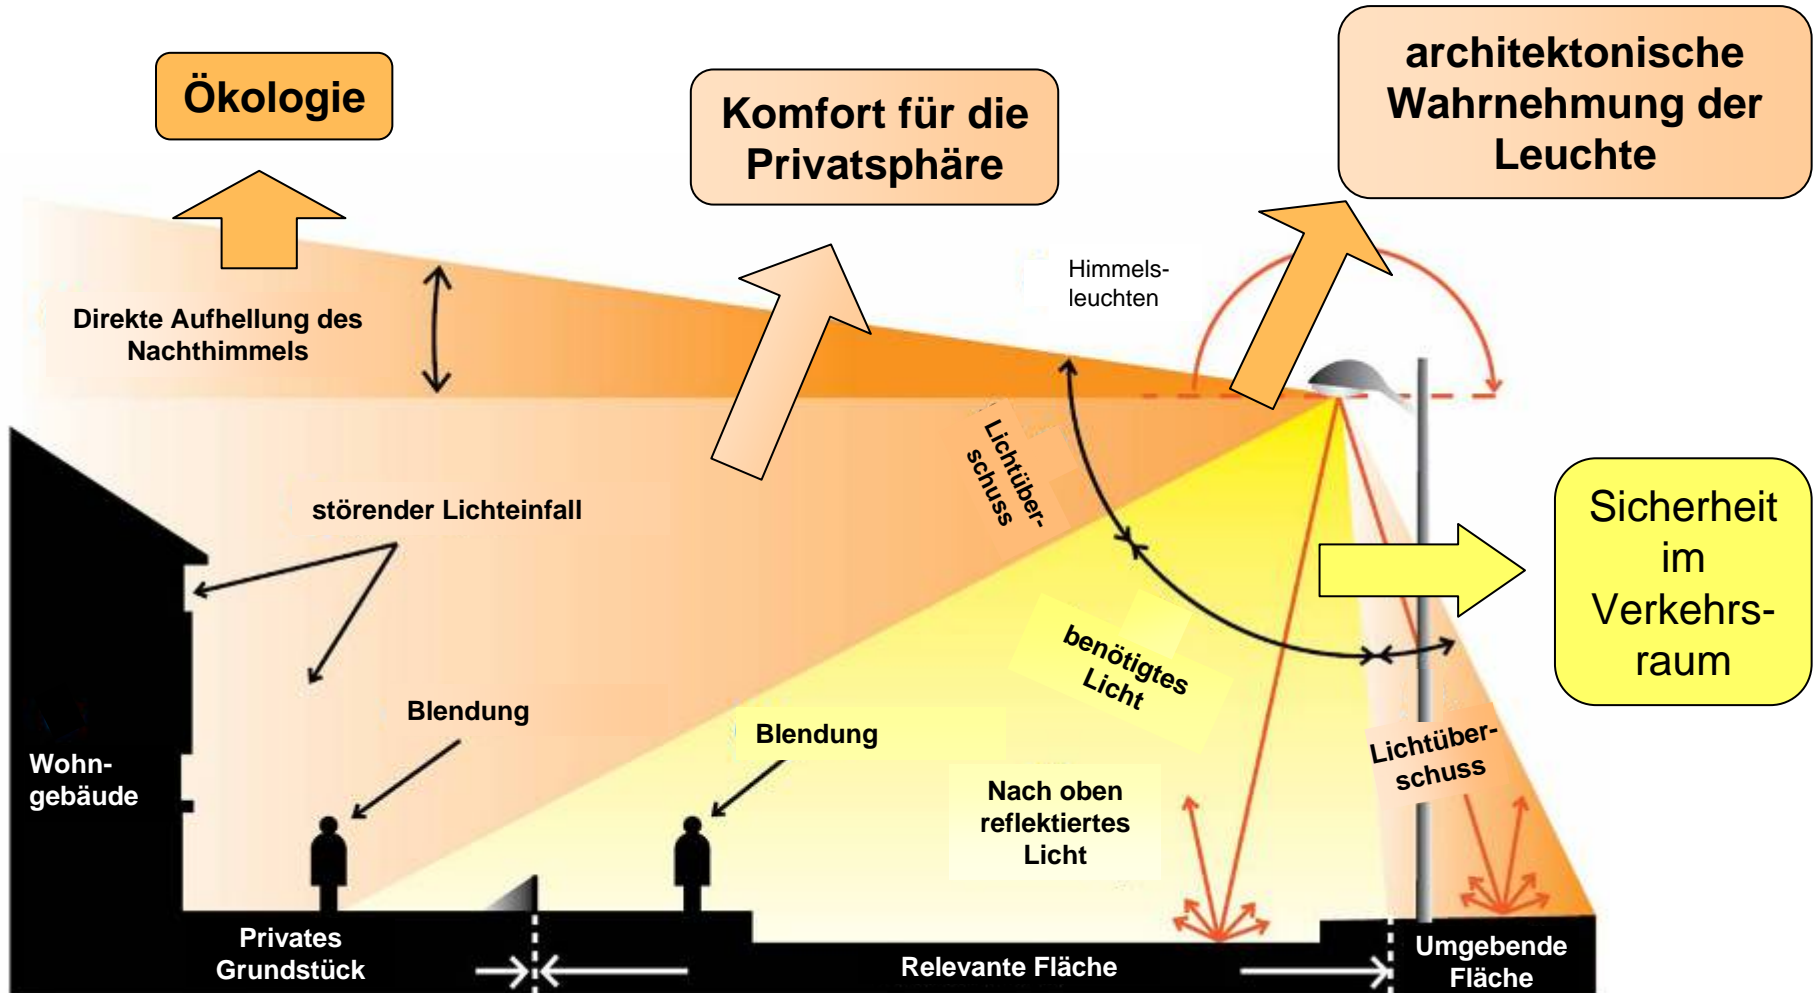 Ökologie
Komfort für die
Privatsphäre
architektonische
Wahrnehmung der
Leuchte
Himmels-
leuchten
Direkte Aufhellung des
Nachthimmels
Lichtüber-
schuss
störender Lichteinfall
Sicherheit
im
Verkehrs-
raum
benötigtes
Licht
Blendung
Blendung
Lichtüber-
schuss
Wohn-
gebäude
Nach oben
reflektiertes
Licht
Privates
Grundstück
Relevante Fläche
Umgebende
Fläche